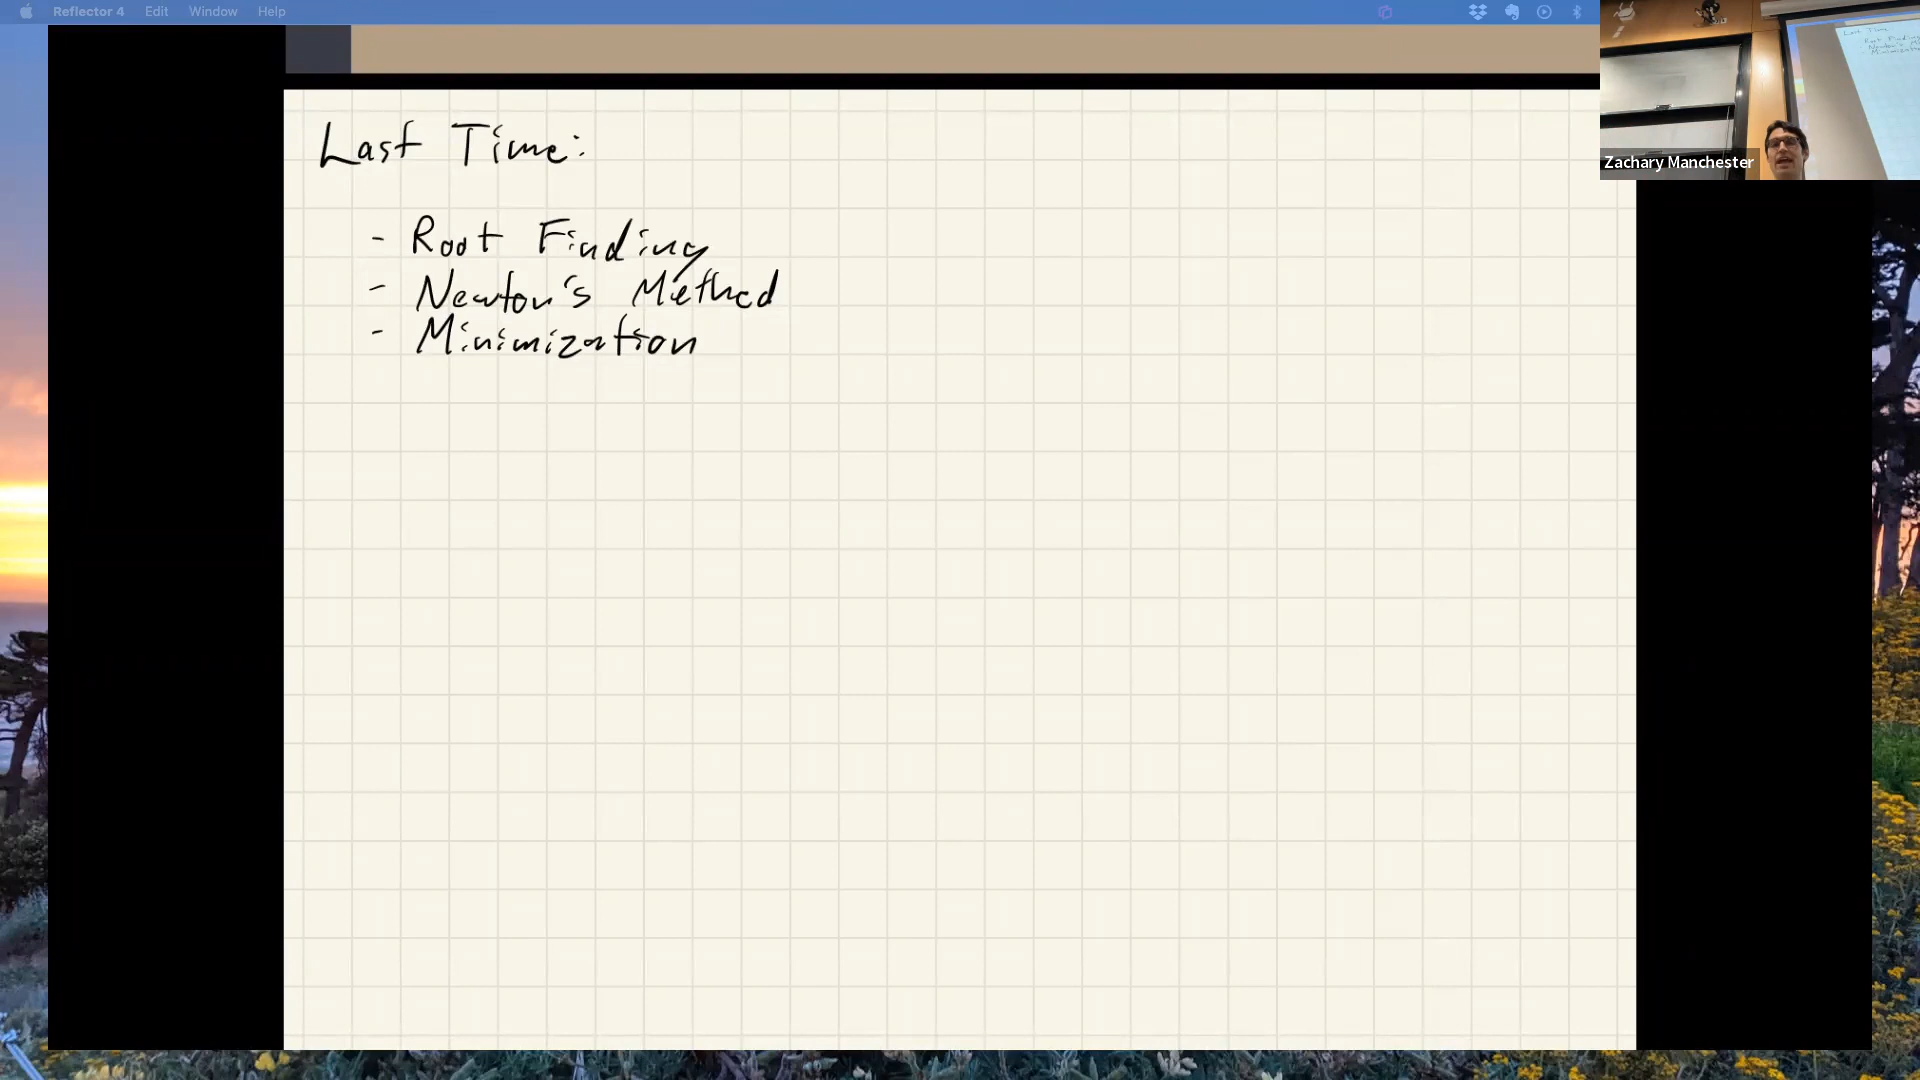 Reflector 4 Edit Window Help
Last Time:
- Root Finding
- Newton's Method
- Minimization
Zachary Manchester